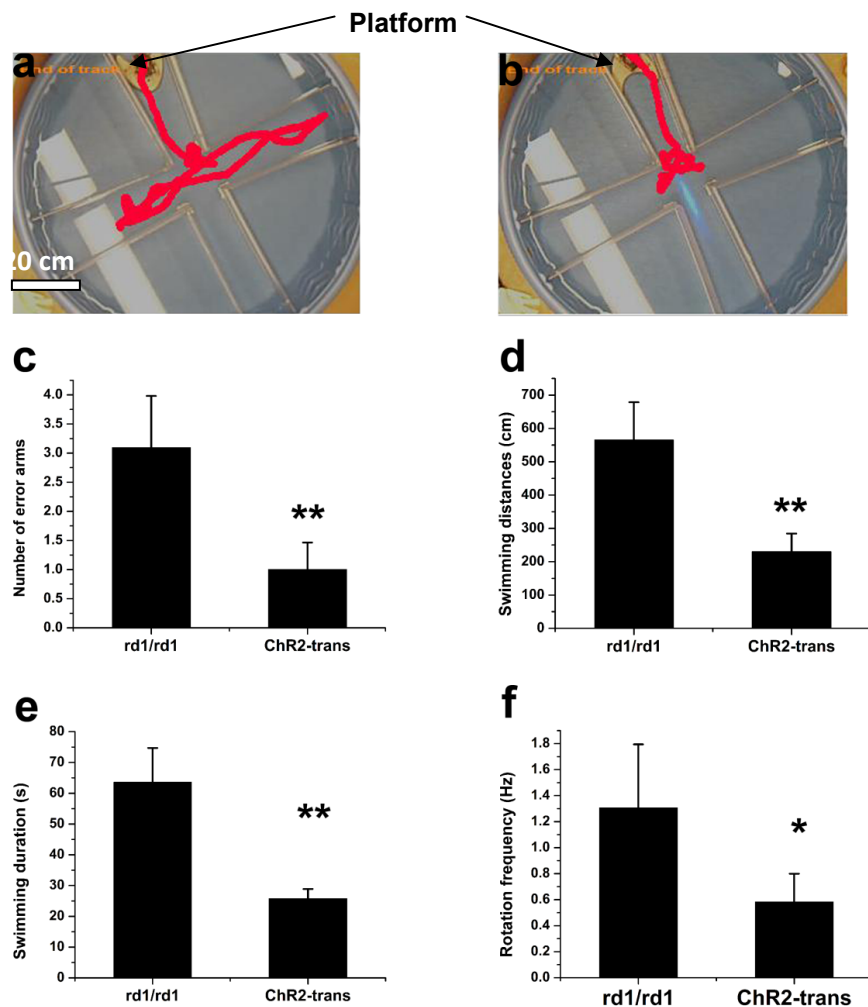 Platform
a
b
end of track
end of track
20 cm
c
d
Number of error arms
4.0
3.5
3.0
2.5
2.0
1.5
1.0
0.5
0.0
**
rd1/rd1
ChR2-trans
Swimming distances (cm)
700
600
500
400
300
200
100
0
**
rd1/rd1
ChR2-trans
e
f
Swimming duration (s)
80
70
60
50
40
30
20
10
0
**
rd1/rd1
ChR2-trans
Rotation frequency (Hz)
1.8
1.6
1.4
1.2
1.0
0.8
0.6
0.4
0.2
0.0
*
rd1/rd1
ChR2-trans